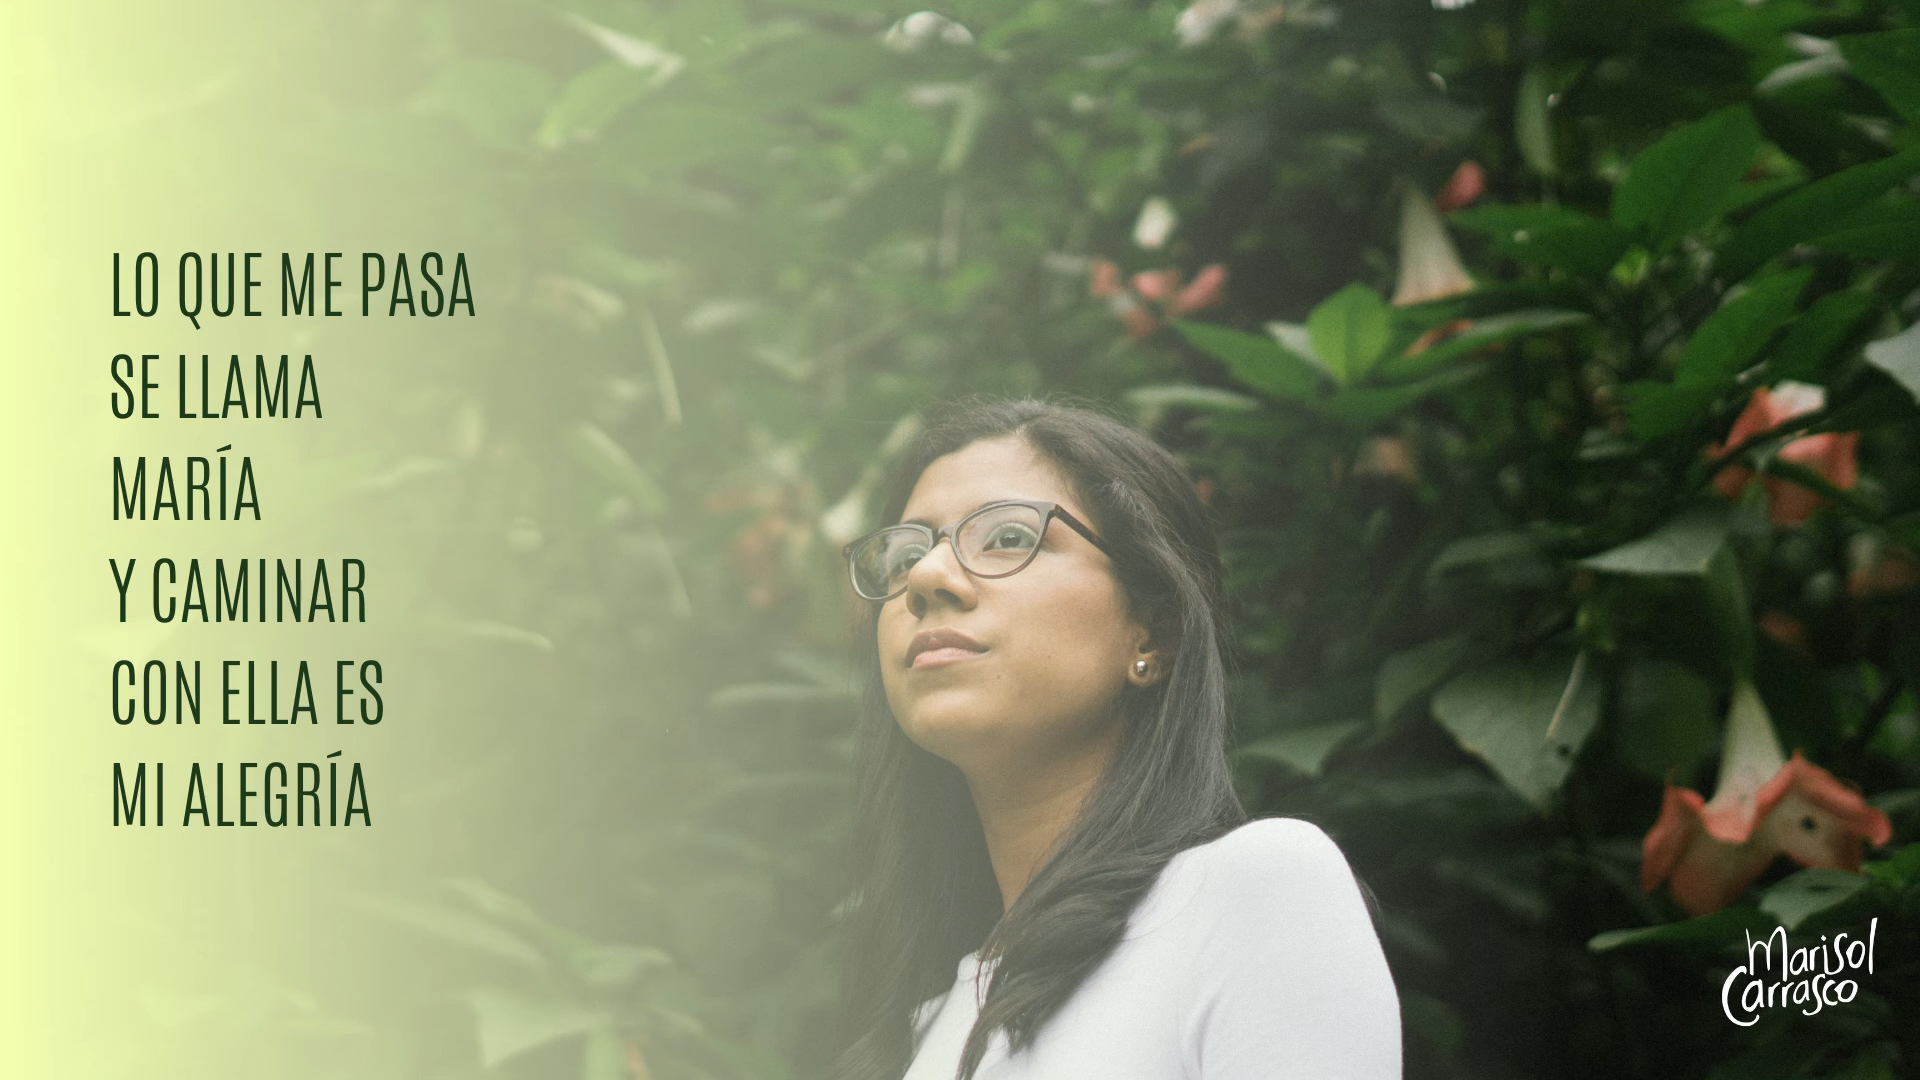 LO QUE ME PASA
SE LLAMA
MARÍA
Y CAMINAR
CON ELLA ES
MI ALEGRÍA
Marisol
Carrasco